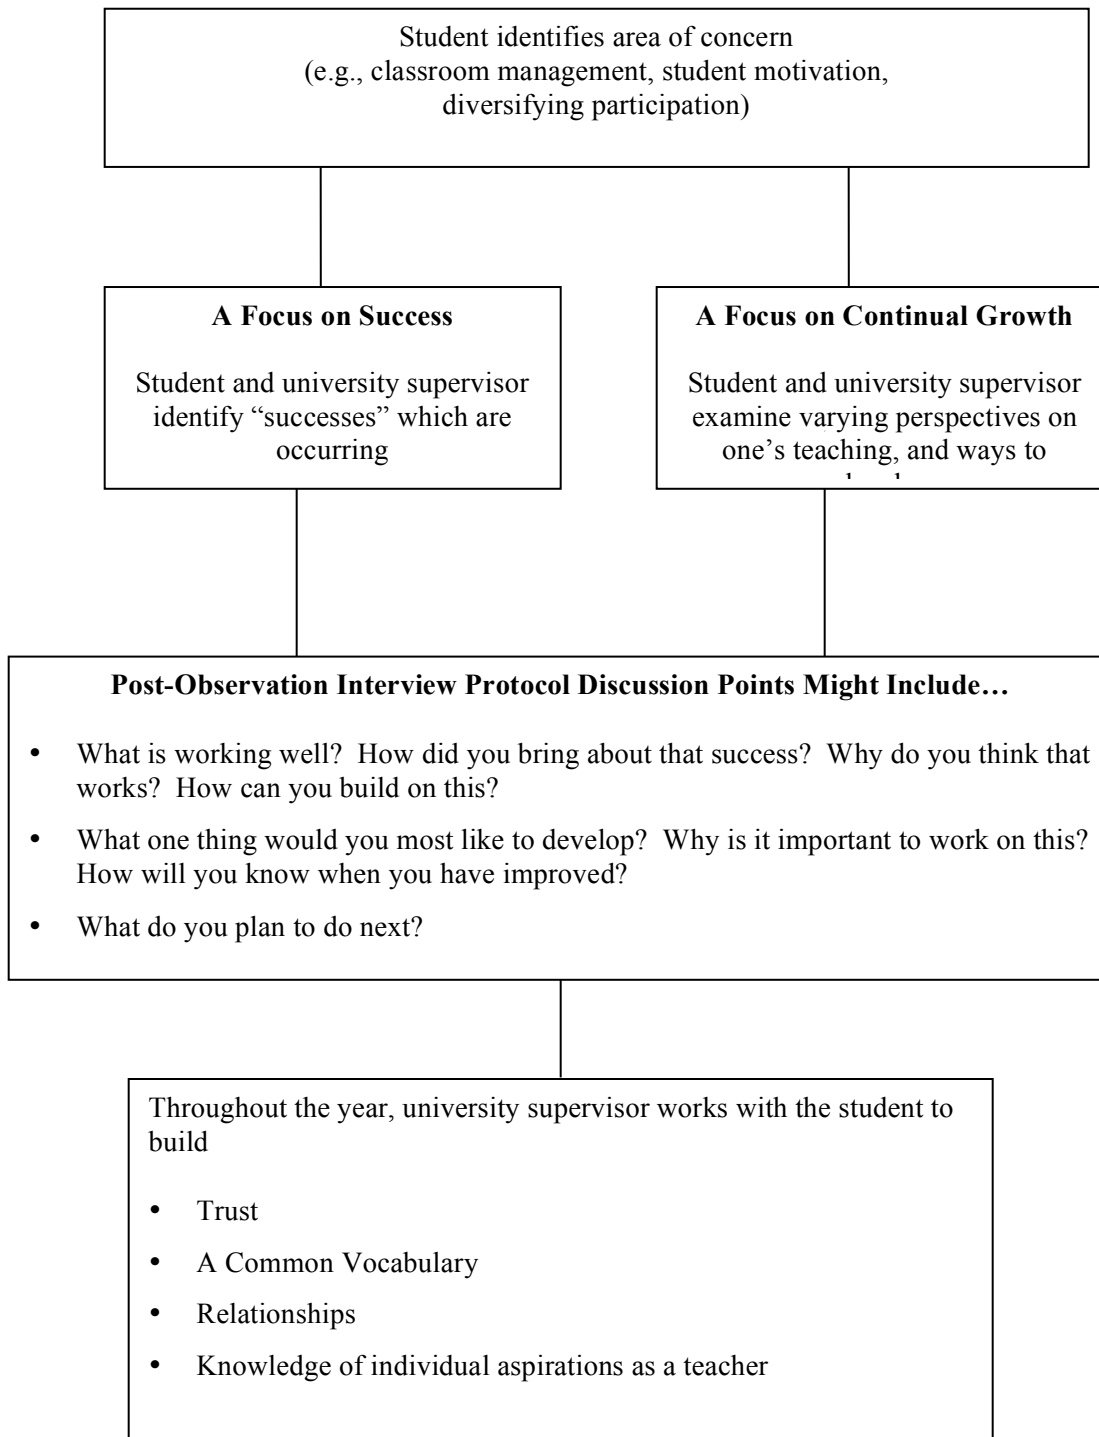 Student identifies area of concern
(e.g., classroom management, student motivation,
diversifying participation)
A Focus on Success
Student and university supervisor
identify “successes” which are
occurring
A Focus on Continual Growth
Student and university supervisor
examine varying perspectives on
one’s teaching, and ways to
Post-Observation Interview Protocol Discussion Points Might Include…
• What is working well?  How did you bring about that success?  Why do you think that
works?  How can you build on this?
• What one thing would you most like to develop?  Why is it important to work on this?
How will you know when you have improved?
• What do you plan to do next?
Throughout the year, university supervisor works with the student to
build
• Trust
• A Common Vocabulary
• Relationships
• Knowledge of individual aspirations as a teacher